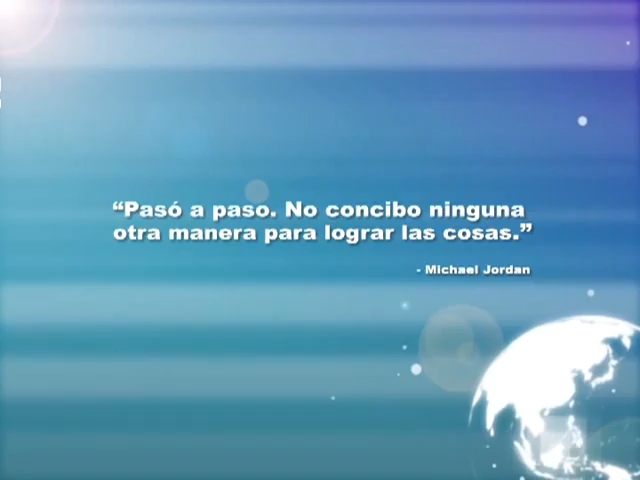 “Pasó a paso. No concibo ninguna
otra manera para lograr las cosas.”
- Michael Jordan